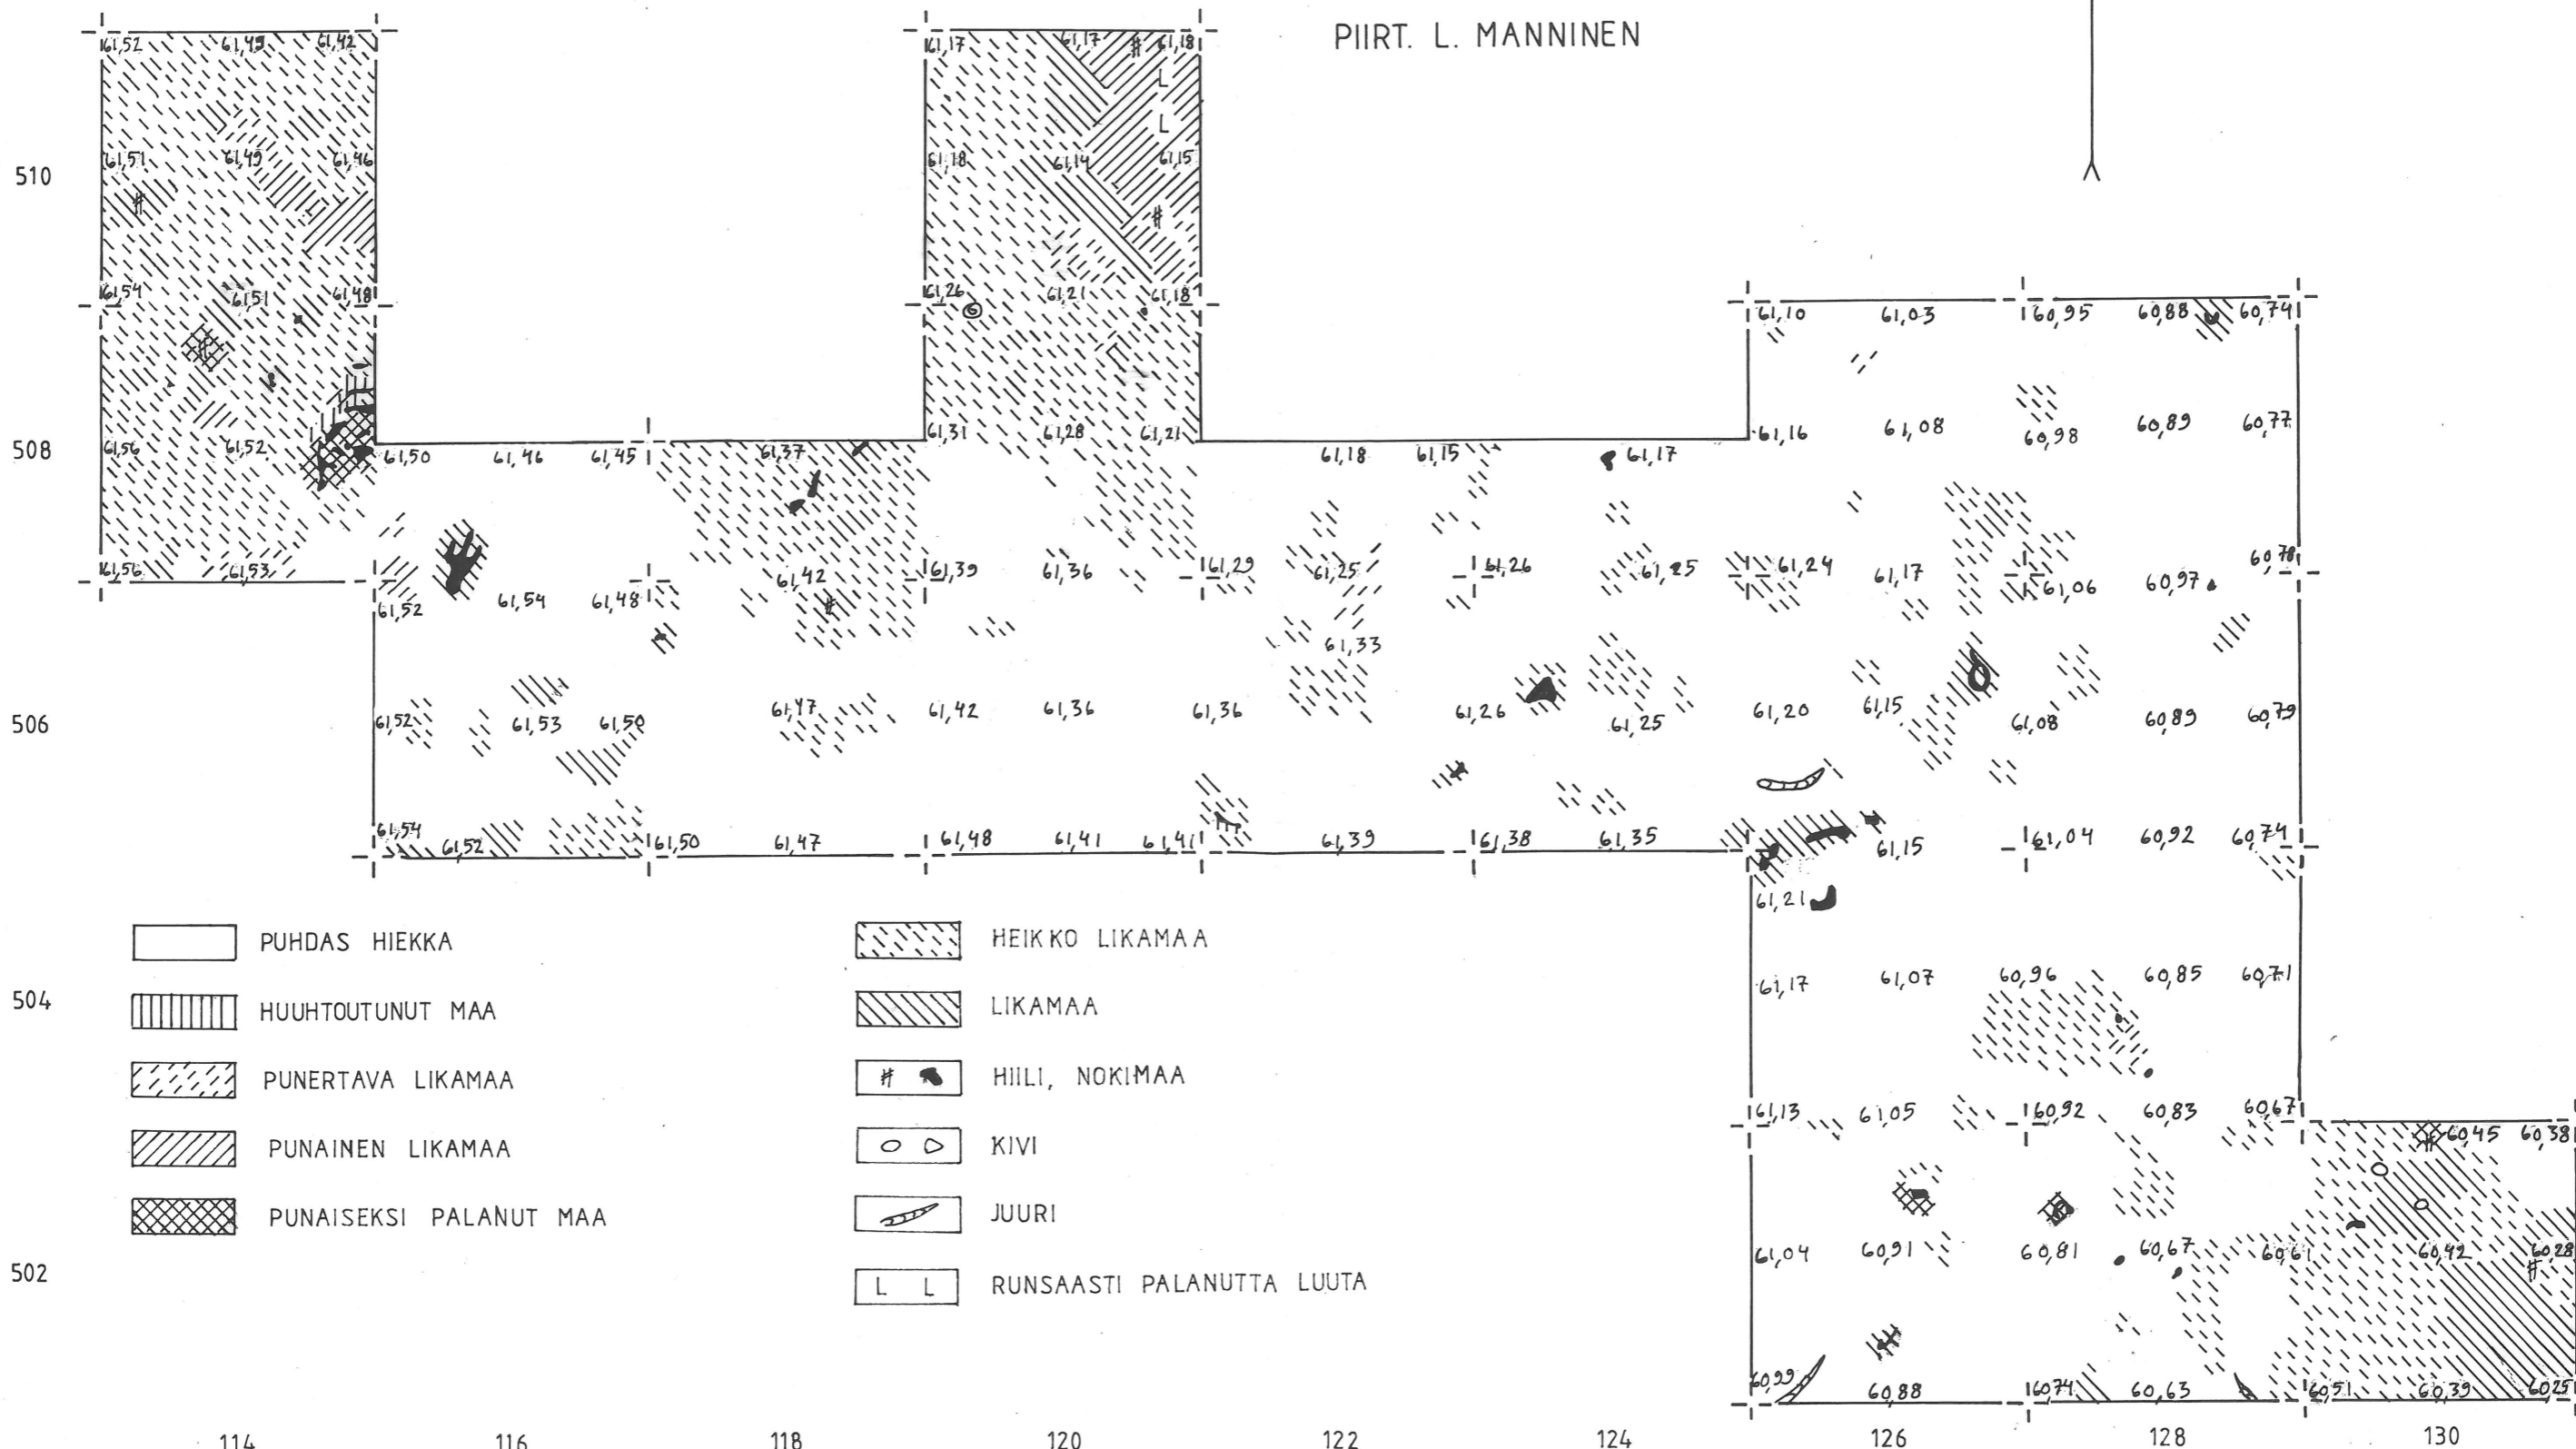 PIIRT. L. MANNINEN
61,52 61,49 61,42 61,17 61,17 61,18
L
L
510 61,51 61,49 61,46 61,18 61,14 61,15
61,54 61,51 61,48 61,26 61,21 61,18
61,10 61,03 60,95 60,88 60,74
61,16 61,08 60,98 60,89 60,77
508 61,56 61,52 61,31 61,28 61,21
61,50 61,46 61,45 61,37 61,18 61,15 61,17
61,56 61,53 61,42 61,39 61,36 61,29 61,25 61,26 61,25 61,24 61,17 61,06 60,97 60,78
61,52 61,54 61,48
61,33
506 61,52 61,53 61,50 61,47 61,42 61,36 61,36 61,26 61,25 61,20 61,15 61,08 60,89 60,79
61,54 61,52 61,50 61,47 61,48 61,41 61,41 61,39 61,38 61,35 61,15 61,04 60,92 60,74
61,21
504 61,17 61,07 60,96 60,85 60,71
61,13 61,05 60,92 60,83 60,67
60,45 60,38
502 61,04 60,91 60,81 60,67 60,61 60,42 60,28
60,99 60,88 60,74 60,63 60,51 60,39 60,25
PUHDAS HIEKKA
HUUHTOUTUNUT MAA
PUNERTAVA LIKAMAA
PUNAINEN LIKAMAA
PUNAISEKSI PALANUT MAA
HEIKKO LIKAMAA
LIKAMAA
HIILI, NOKIMAA
KIVI
JUURI
L L RUNSAASTI PALANUTTA LUUTA
114 116 118 120 122 124 126 128 130